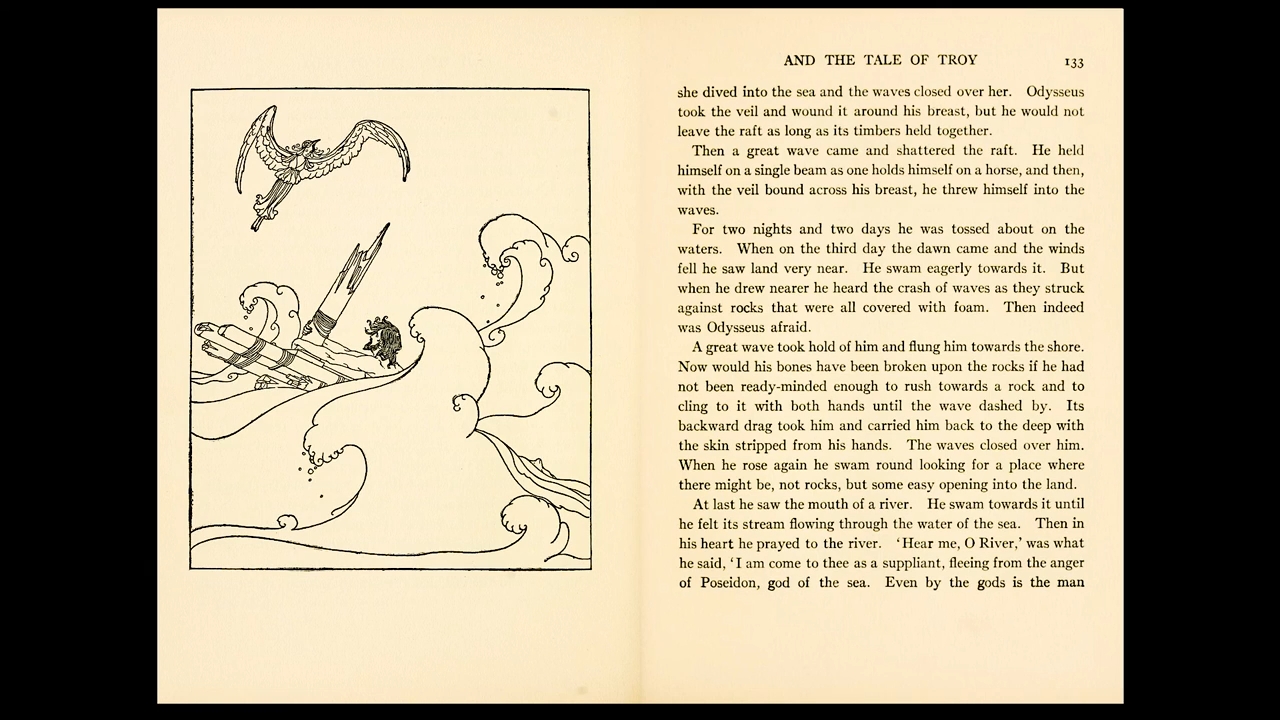 AND THE TALE OF TROY 133
she dived into the sea and the waves closed over her. Odysseus
took the veil and wound it around his breast, but he would not
leave the raft as long as its timbers held together.
Then a great wave came and shattered the raft. He held
himself on a single beam as one holds himself on a horse, and then,
with the veil bound across his breast, he threw himself into the
waves.
For two nights and two days he was tossed about on the
waters. When on the third day the dawn came and the winds
fell he saw land very near. He swam eagerly towards it. But
when he drew nearer he heard the crash of waves as they struck
against rocks that were all covered with foam. Then indeed
was Odysseus afraid.
A great wave took hold of him and flung him towards the shore.
Now would his bones have been broken upon the rocks if he had
not been ready-minded enough to rush towards a rock and to
cling to it with both hands until the wave dashed by. Its
backward drag took him and carried him back to the deep with
the skin stripped from his hands. The waves closed over him.
When he rose again he swam round looking for a place where
there might be, not rocks, but some easy opening into the land.
At last he saw the mouth of a river. He swam towards it until
he felt its stream flowing through the water of the sea. Then in
his heart he prayed to the river. ‘Hear me, O River,’ was what
he said, ‘I am come to thee as a suppliant, fleeing from the anger
of Poseidon, god of the sea. Even by the gods is the man